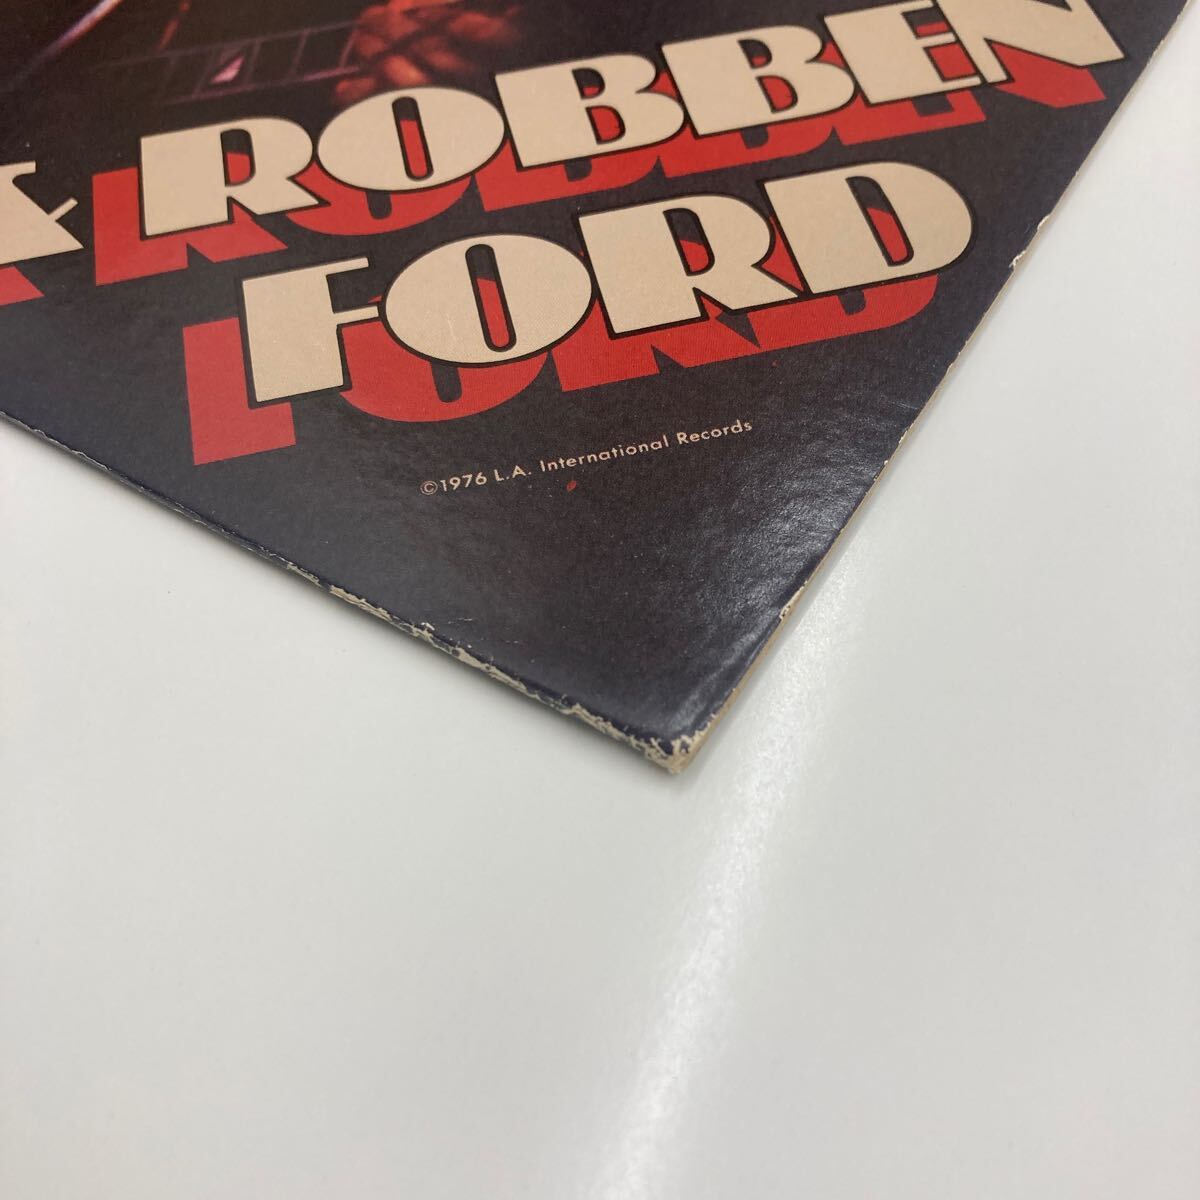 & ROBBEN
FORD
©1976 L.A. International Records